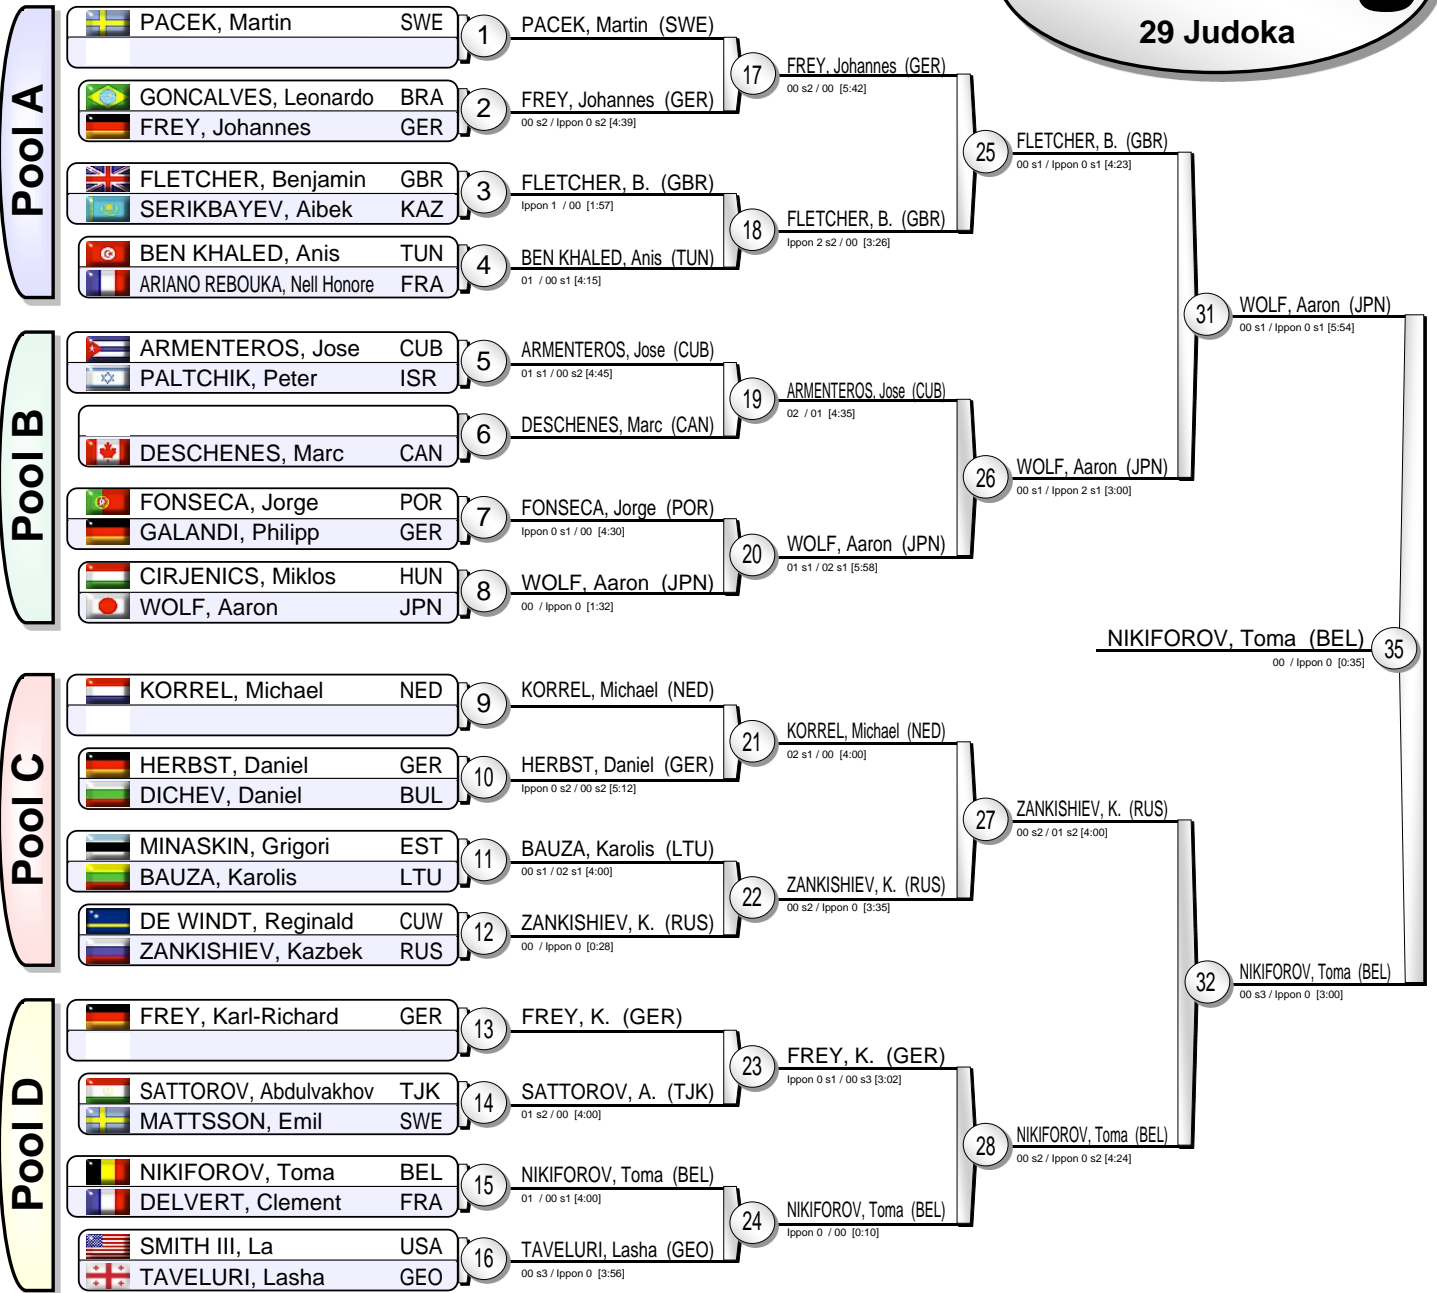 29 Judoka
Pool A
PACEK, Martin SWE
1
GONCALVES, Leonardo BRA
FREY, Johannes GER
2
FLETCHER, Benjamin GBR
SERIKBAYEV, Aibek KAZ
3
BEN KHALED, Anis TUN
ARIANO REBOUKA, Nell Honore FRA
4
Pool B
ARMENTEROS, Jose CUB
PALTCHIK, Peter ISR
5
DESCHENES, Marc CAN
6
FONSECA, Jorge POR
GALANDI, Philipp GER
7
CIRJENICS, Miklos HUN
WOLF, Aaron JPN
8
Pool C
KORREL, Michael NED
9
HERBST, Daniel GER
DICHEV, Daniel BUL
10
MINASKIN, Grigori EST
BAUZA, Karolis LTU
11
DE WINDT, Reginald CUW
ZANKISHIEV, Kazbek RUS
12
Pool D
FREY, Karl-Richard GER
13
SATTOROV, Abdulvakhov TJK
MATTSSON, Emil SWE
14
NIKIFOROV, Toma BEL
DELVERT, Clement FRA
15
SMITH III, La USA
TAVELURI, Lasha GEO
16
PACEK, Martin (SWE)
FREY, Johannes (GER)
00 s2 / Ippon 0 s2 [4:39]
17
FLETCHER, B. (GBR)
Ippon 1 / 00 [1:57]
BEN KHALED, Anis (TUN)
01 / 00 s1 [4:15]
18
ARMENTEROS, Jose (CUB)
01 s1 / 00 s2 [4:45]
DESCHENES, Marc (CAN)
19
FONSECA, Jorge (POR)
Ippon 0 s1 / 00 [4:30]
WOLF, Aaron (JPN)
00 / Ippon 0 [1:32]
20
KORREL, Michael (NED)
HERBST, Daniel (GER)
Ippon 0 s2 / 00 s2 [5:12]
21
BAUZA, Karolis (LTU)
00 s1 / 02 s1 [4:00]
ZANKISHIEV, K. (RUS)
00 / Ippon 0 [0:28]
22
FREY, K. (GER)
SATTOROV, A. (TJK)
01 s2 / 00 [4:00]
23
NIKIFOROV, Toma (BEL)
01 / 00 s1 [4:00]
TAVELURI, Lasha (GEO)
00 s3 / Ippon 0 [3:56]
24
FREY, Johannes (GER)
00 s2 / 00 [5:42]
FLETCHER, B. (GBR)
Ippon 2 s2 / 00 [3:26]
25
ARMENTEROS, Jose (CUB)
02 / 01 [4:35]
WOLF, Aaron (JPN)
01 s1 / 02 s1 [5:58]
26
KORREL, Michael (NED)
02 s1 / 00 [4:00]
ZANKISHIEV, K. (RUS)
00 s2 / Ippon 0 [3:35]
27
FREY, K. (GER)
Ippon 0 s1 / 00 s3 [3:02]
NIKIFOROV, Toma (BEL)
Ippon 0 / 00 [0:10]
28
FLETCHER, B. (GBR)
00 s1 / Ippon 0 s1 [4:23]
WOLF, Aaron (JPN)
00 s1 / Ippon 2 s1 [3:00]
31
ZANKISHIEV, K. (RUS)
00 s2 / 01 s2 [4:00]
NIKIFOROV, Toma (BEL)
00 s2 / Ippon 0 s2 [4:24]
32
WOLF, Aaron (JPN)
00 s1 / Ippon 0 s1 [5:54]
NIKIFOROV, Toma (BEL)
00 s3 / Ippon 0 [3:00]
NIKIFOROV, Toma (BEL)
00 / Ippon 0 [0:35]
35